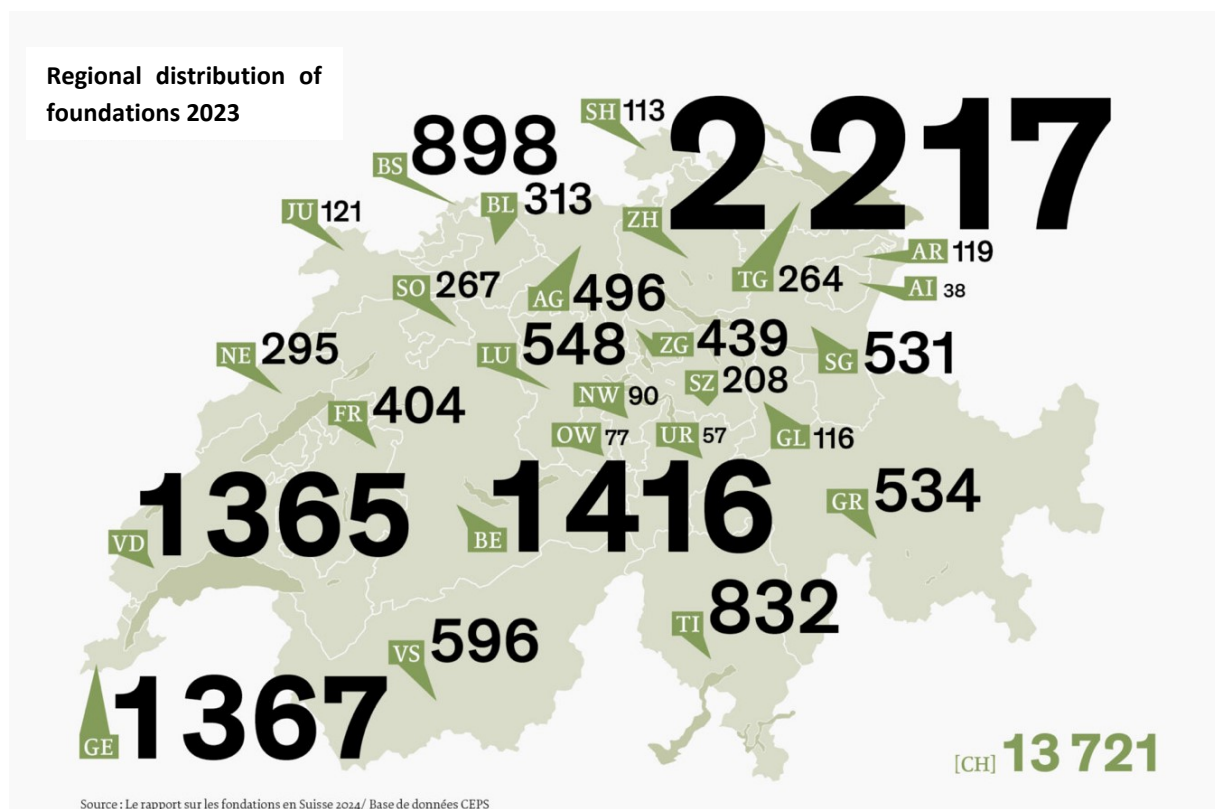 Regional distribution of
foundations 2023
SH 113
2 217
BS 898
BL 313
ZH
JU 121
AR 119
TG 264
AI 38
SO 267
AG 496
LU 548
ZG 439
SG 531
NE 295
SZ 208
NW 90
FR 404
OW 77
UR 57
GL 116
VD 1365
BE 1416
GR 534
TI 832
VS 596
GE 1367
[CH] 13 721
Source : Le rapport sur les fondations en Suisse 2024/ Base de données CEPS